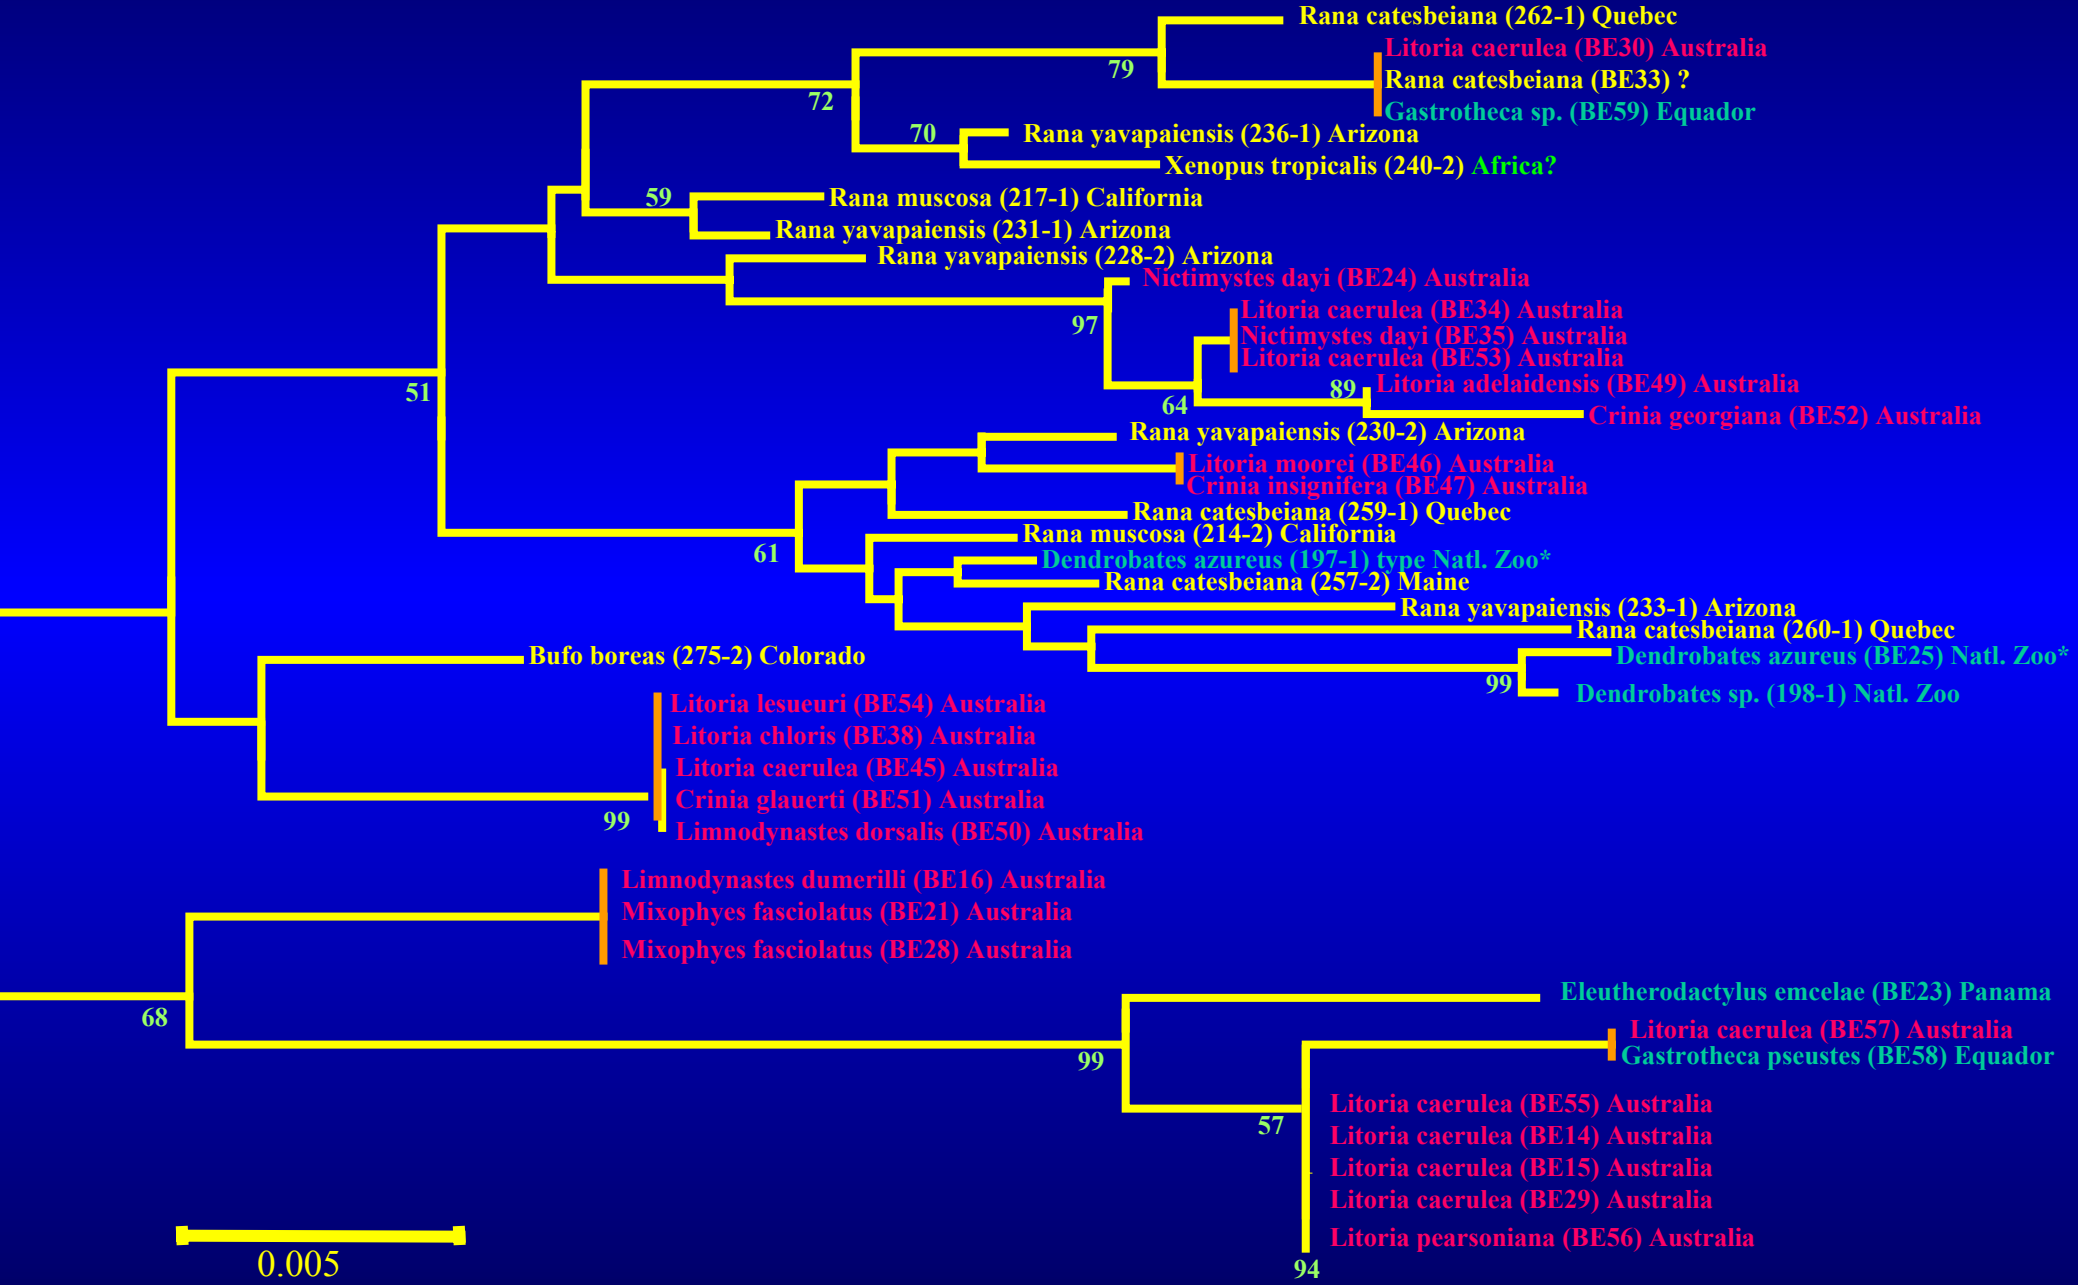 Rana catesbeiana (262-1) Quebec
Litoria caerulea (BE30) Australia
79
Rana catesbeiana (BE33) ?
72
Gastrotheca sp. (BE59) Equador
70
Rana yavapaiensis (236-1) Arizona
Xenopus tropicalis (240-2) Africa?
59
Rana muscosa (217-1) California
Rana yavapaiensis (231-1) Arizona
Rana yavapaiensis (228-2) Arizona
Nictimystes dayi (BE24) Australia
Litoria caerulea (BE34) Australia
97
Nictimystes dayi (BE35) Australia
Litoria caerulea (BE53) Australia
51
89
Litoria adelaidensis (BE49) Australia
64
Crinia georgiana (BE52) Australia
Rana yavapaiensis (230-2) Arizona
Litoria moorei (BE46) Australia
Crinia insignifera (BE47) Australia
Rana catesbeiana (259-1) Quebec
Rana muscosa (214-2) California
61
Dendrobates azureus (197-1) type Natl. Zoo*
Rana catesbeiana (257-2) Maine
Rana yavapaiensis (233-1) Arizona
Rana catesbeiana (260-1) Quebec
Bufo boreas (275-2) Colorado
Dendrobates azureus (BE25) Natl. Zoo*
99
Dendrobates sp. (198-1) Natl. Zoo
Litoria lesueuri (BE54) Australia
Litoria chloris (BE38) Australia
Litoria caerulea (BE45) Australia
Crinia glauerti (BE51) Australia
99
Limnodynastes dorsalis (BE50) Australia
Limnodynastes dumerilli (BE16) Australia
Mixophyes fasciolatus (BE21) Australia
Mixophyes fasciolatus (BE28) Australia
Eleutherodactylus emcelae (BE23) Panama
68
Litoria caerulea (BE57) Australia
99
Gastrotheca pseustes (BE58) Equador
Litoria caerulea (BE55) Australia
57
Litoria caerulea (BE14) Australia
Litoria caerulea (BE15) Australia
Litoria caerulea (BE29) Australia
Litoria pearsoniana (BE56) Australia
0.005
94